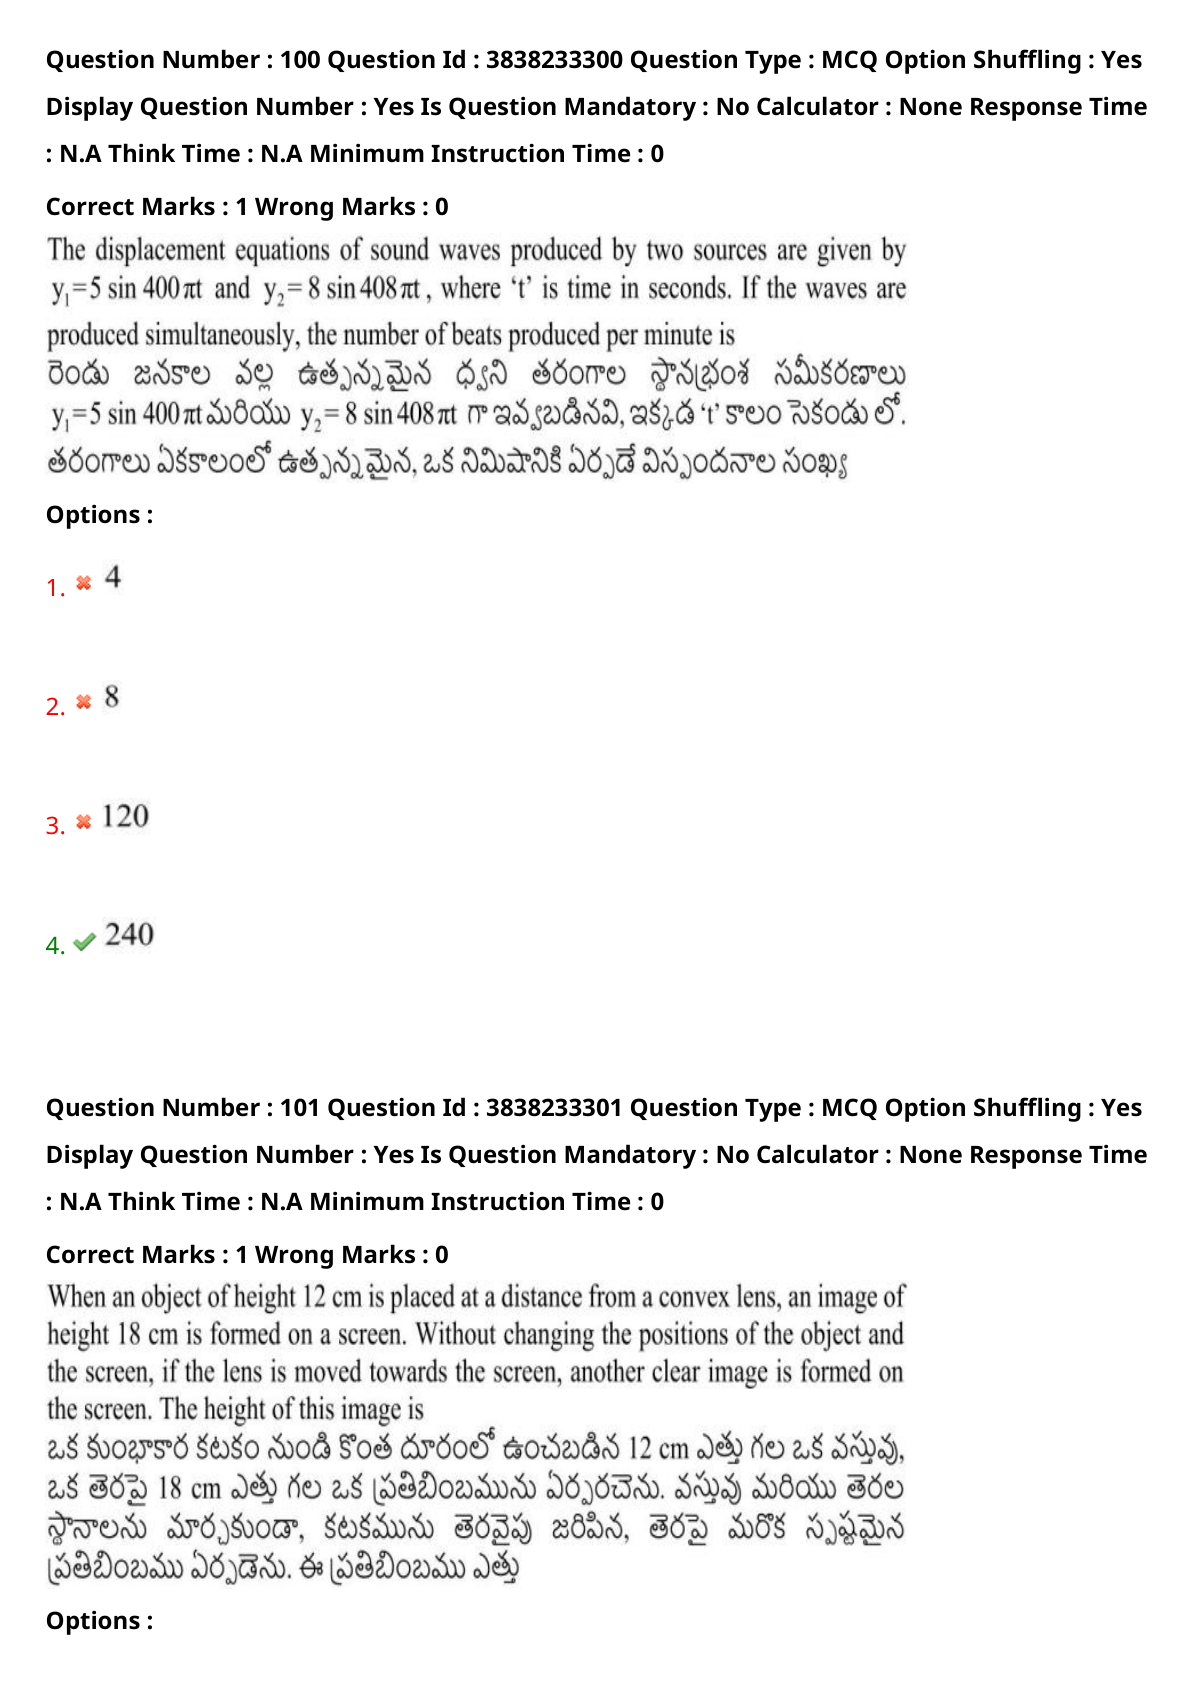 Question Number : 100 Question Id : 3838233300 Question Type : MCQ Option Shuffling : Yes
Display Question Number : Yes Is Question Mandatory : No Calculator : None Response Time
: N.A Think Time : N.A Minimum Instruction Time : 0
Correct Marks : 1 Wrong Marks : 0
The displacement equations of sound waves produced by two sources are given by
y₁=5 sin 400πt and y₂= 8 sin 408πt , where ‘t’ is time in seconds. If the waves are
produced simultaneously, the number of beats produced per minute is
రెండు జనకాల వల్ల ఉత్పన్నమైన ధ్వని తరంగాల స్థానభ్రంశ సమీకరణాలు
y₁=5 sin 400πt మరియు y₂= 8 sin 408πt గా ఇవ్వబడినవి, ఇక్కడ ‘t’ కాలం సెకండు లో.
తరంగాలు ఏకకాలంలో ఉత్పన్నమైన, ఒక నిమిషానికి ఏర్పడే విస్పందనాల సంఖ్య
Options :
1. ✖ 4
2. ✖ 8
3. ✖ 120
4. ✔ 240
Question Number : 101 Question Id : 3838233301 Question Type : MCQ Option Shuffling : Yes
Display Question Number : Yes Is Question Mandatory : No Calculator : None Response Time
: N.A Think Time : N.A Minimum Instruction Time : 0
Correct Marks : 1 Wrong Marks : 0
When an object of height 12 cm is placed at a distance from a convex lens, an image of
height 18 cm is formed on a screen. Without changing the positions of the object and
the screen, if the lens is moved towards the screen, another clear image is formed on
the screen. The height of this image is
ఒక కుంభాకార కటకం నుండి కొంత దూరంలో ఉంచబడిన 12 cm ఎత్తు గల ఒక వస్తువు,
ఒక తెరపై 18 cm ఎత్తు గల ఒక ప్రతిబింబమును ఏర్పరచెను. వస్తువు మరియు తెరల
స్థానాలను మార్చకుండా, కటకమును తెరవైపు జరిపిన, తెరపై మరొక స్పష్టమైన
ప్రతిబింబము ఏర్పడెను. ఈ ప్రతిబింబము ఎత్తు
Options :